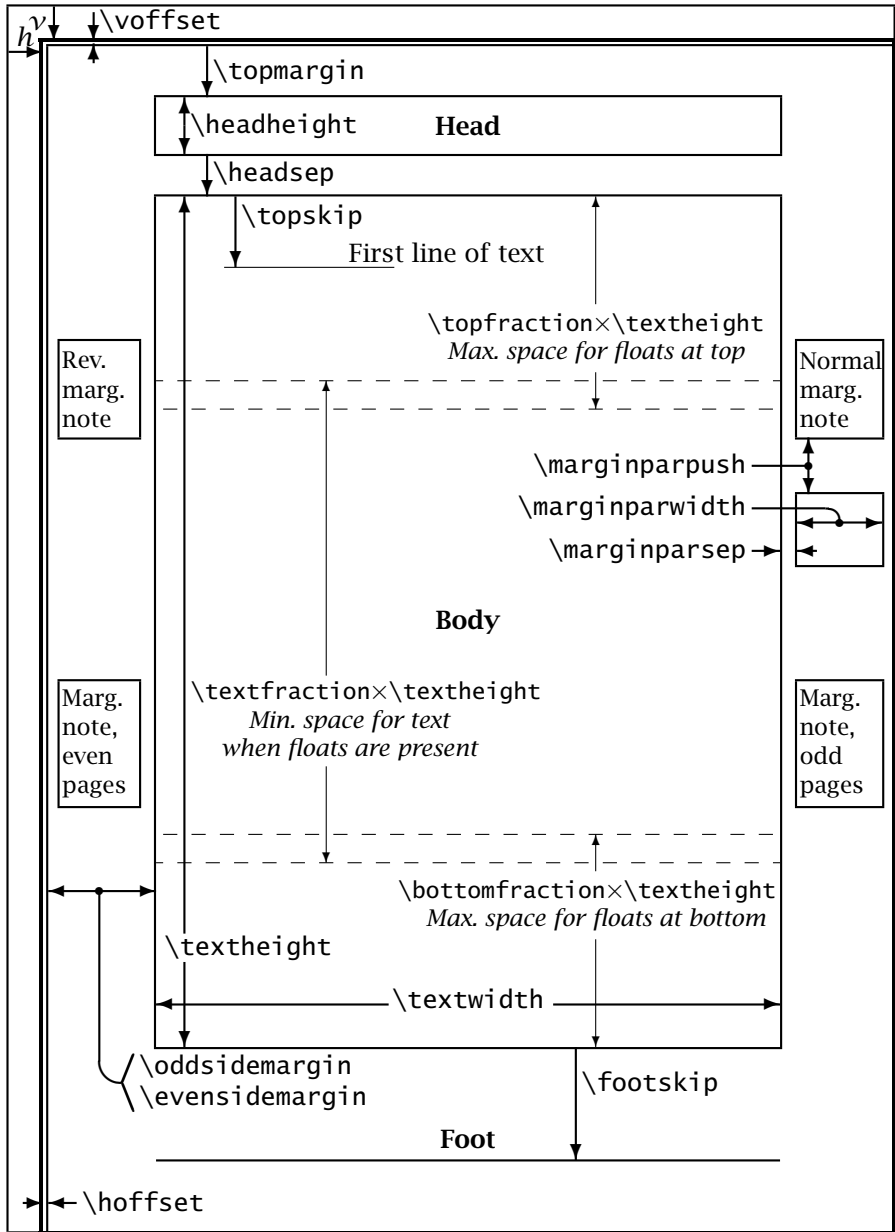 v
\voffset
h
\topmargin
\headheight
Head
\headsep
\topskip
First line of text
\topfraction×\textheight
Max. space for floats at top
Rev.
marg.
note
Normal
marg.
note
\marginparpush
\marginparwidth
\marginparsep
Body
\textfraction×\textheight
Min. space for text
when floats are present
Marg.
note,
even
pages
Marg.
note,
odd
pages
\bottomfraction×\textheight
Max. space for floats at bottom
\textheight
\textwidth
\oddsidemargin
\evensidemargin
\footskip
Foot
\hoffset